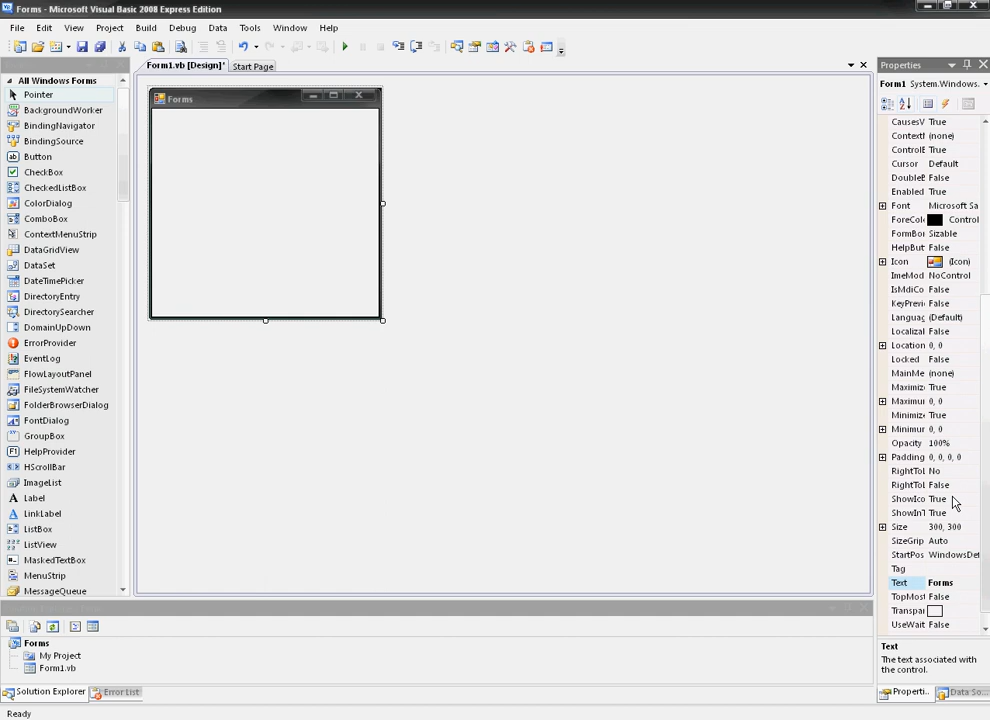 Forms - Microsoft Visual Basic 2008 Express Edition
File Edit View Project Build Debug Data Tools Window Help
Form1.vb [Design]* Start Page
All Windows Forms
Pointer
BackgroundWorker
BindingNavigator
BindingSource
Button
CheckBox
CheckedListBox
ColorDialog
ComboBox
ContextMenuStrip
DataGridView
DataSet
DateTimePicker
DirectoryEntry
DirectorySearcher
DomainUpDown
ErrorProvider
EventLog
FlowLayoutPanel
FileSystemWatcher
FolderBrowserDialog
FontDialog
GroupBox
HelpProvider
HScrollBar
ImageList
Label
LinkLabel
ListBox
ListView
MaskedTextBox
MenuStrip
MessageQueue
Forms
Properties
Form1 System.Windows.
CausesV True
Context (none)
ControlB True
Cursor Default
DoubleB False
Enabled True
Font Microsoft Sa
ForeCol Control
FormBor Sizable
HelpButt False
Icon (Icon)
ImeMod NoControl
IsMdiCo False
KeyPrevi False
Languag (Default)
Localizal False
Location 0, 0
Locked False
MainMe (none)
Maximiz True
Maximur 0, 0
Minimize True
Minimur 0, 0
Opacity 100%
Padding 0, 0, 0, 0
RightTol No
RightTol False
ShowIco True
ShowInT True
Size 300, 300
SizeGrip Auto
StartPos WindowsDef
Tag
Text Forms
TopMost False
Transpar
UseWait False
Text
The text associated with
the control.
Properti.. Data So...
Forms
My Project
Form1.vb
Solution Explorer Error List
Ready